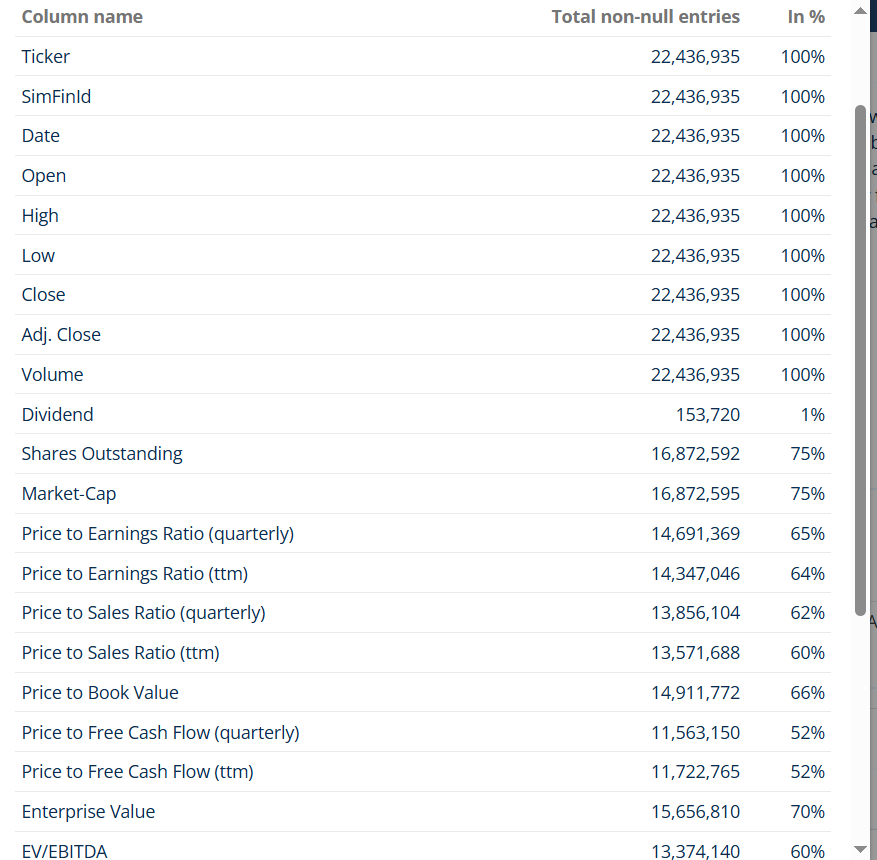 Column name Total non-null entries In %
Ticker 22,436,935 100%
SimFinId 22,436,935 100%
Date 22,436,935 100%
Open 22,436,935 100%
High 22,436,935 100%
Low 22,436,935 100%
Close 22,436,935 100%
Adj. Close 22,436,935 100%
Volume 22,436,935 100%
Dividend 153,720 1%
Shares Outstanding 16,872,592 75%
Market-Cap 16,872,595 75%
Price to Earnings Ratio (quarterly) 14,691,369 65%
Price to Earnings Ratio (ttm) 14,347,046 64%
Price to Sales Ratio (quarterly) 13,856,104 62%
Price to Sales Ratio (ttm) 13,571,688 60%
Price to Book Value 14,911,772 66%
Price to Free Cash Flow (quarterly) 11,563,150 52%
Price to Free Cash Flow (ttm) 11,722,765 52%
Enterprise Value 15,656,810 70%
EV/EBITDA 13,374,140 60%